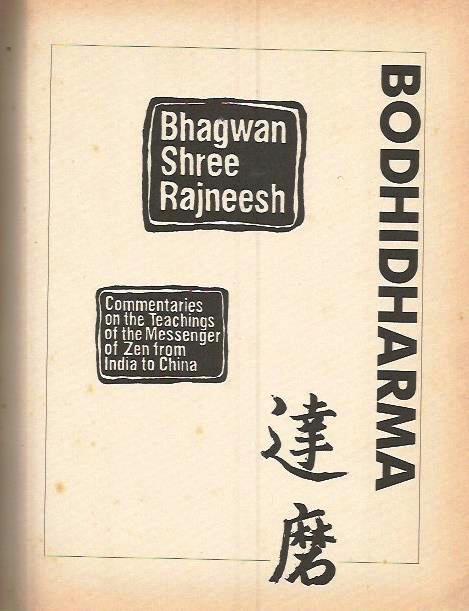 BODHIDHARMA
Bhagwan
Shree
Rajneesh
Commentaries
on the Teachings
of the Messenger
of Zen from
India to China
達
磨